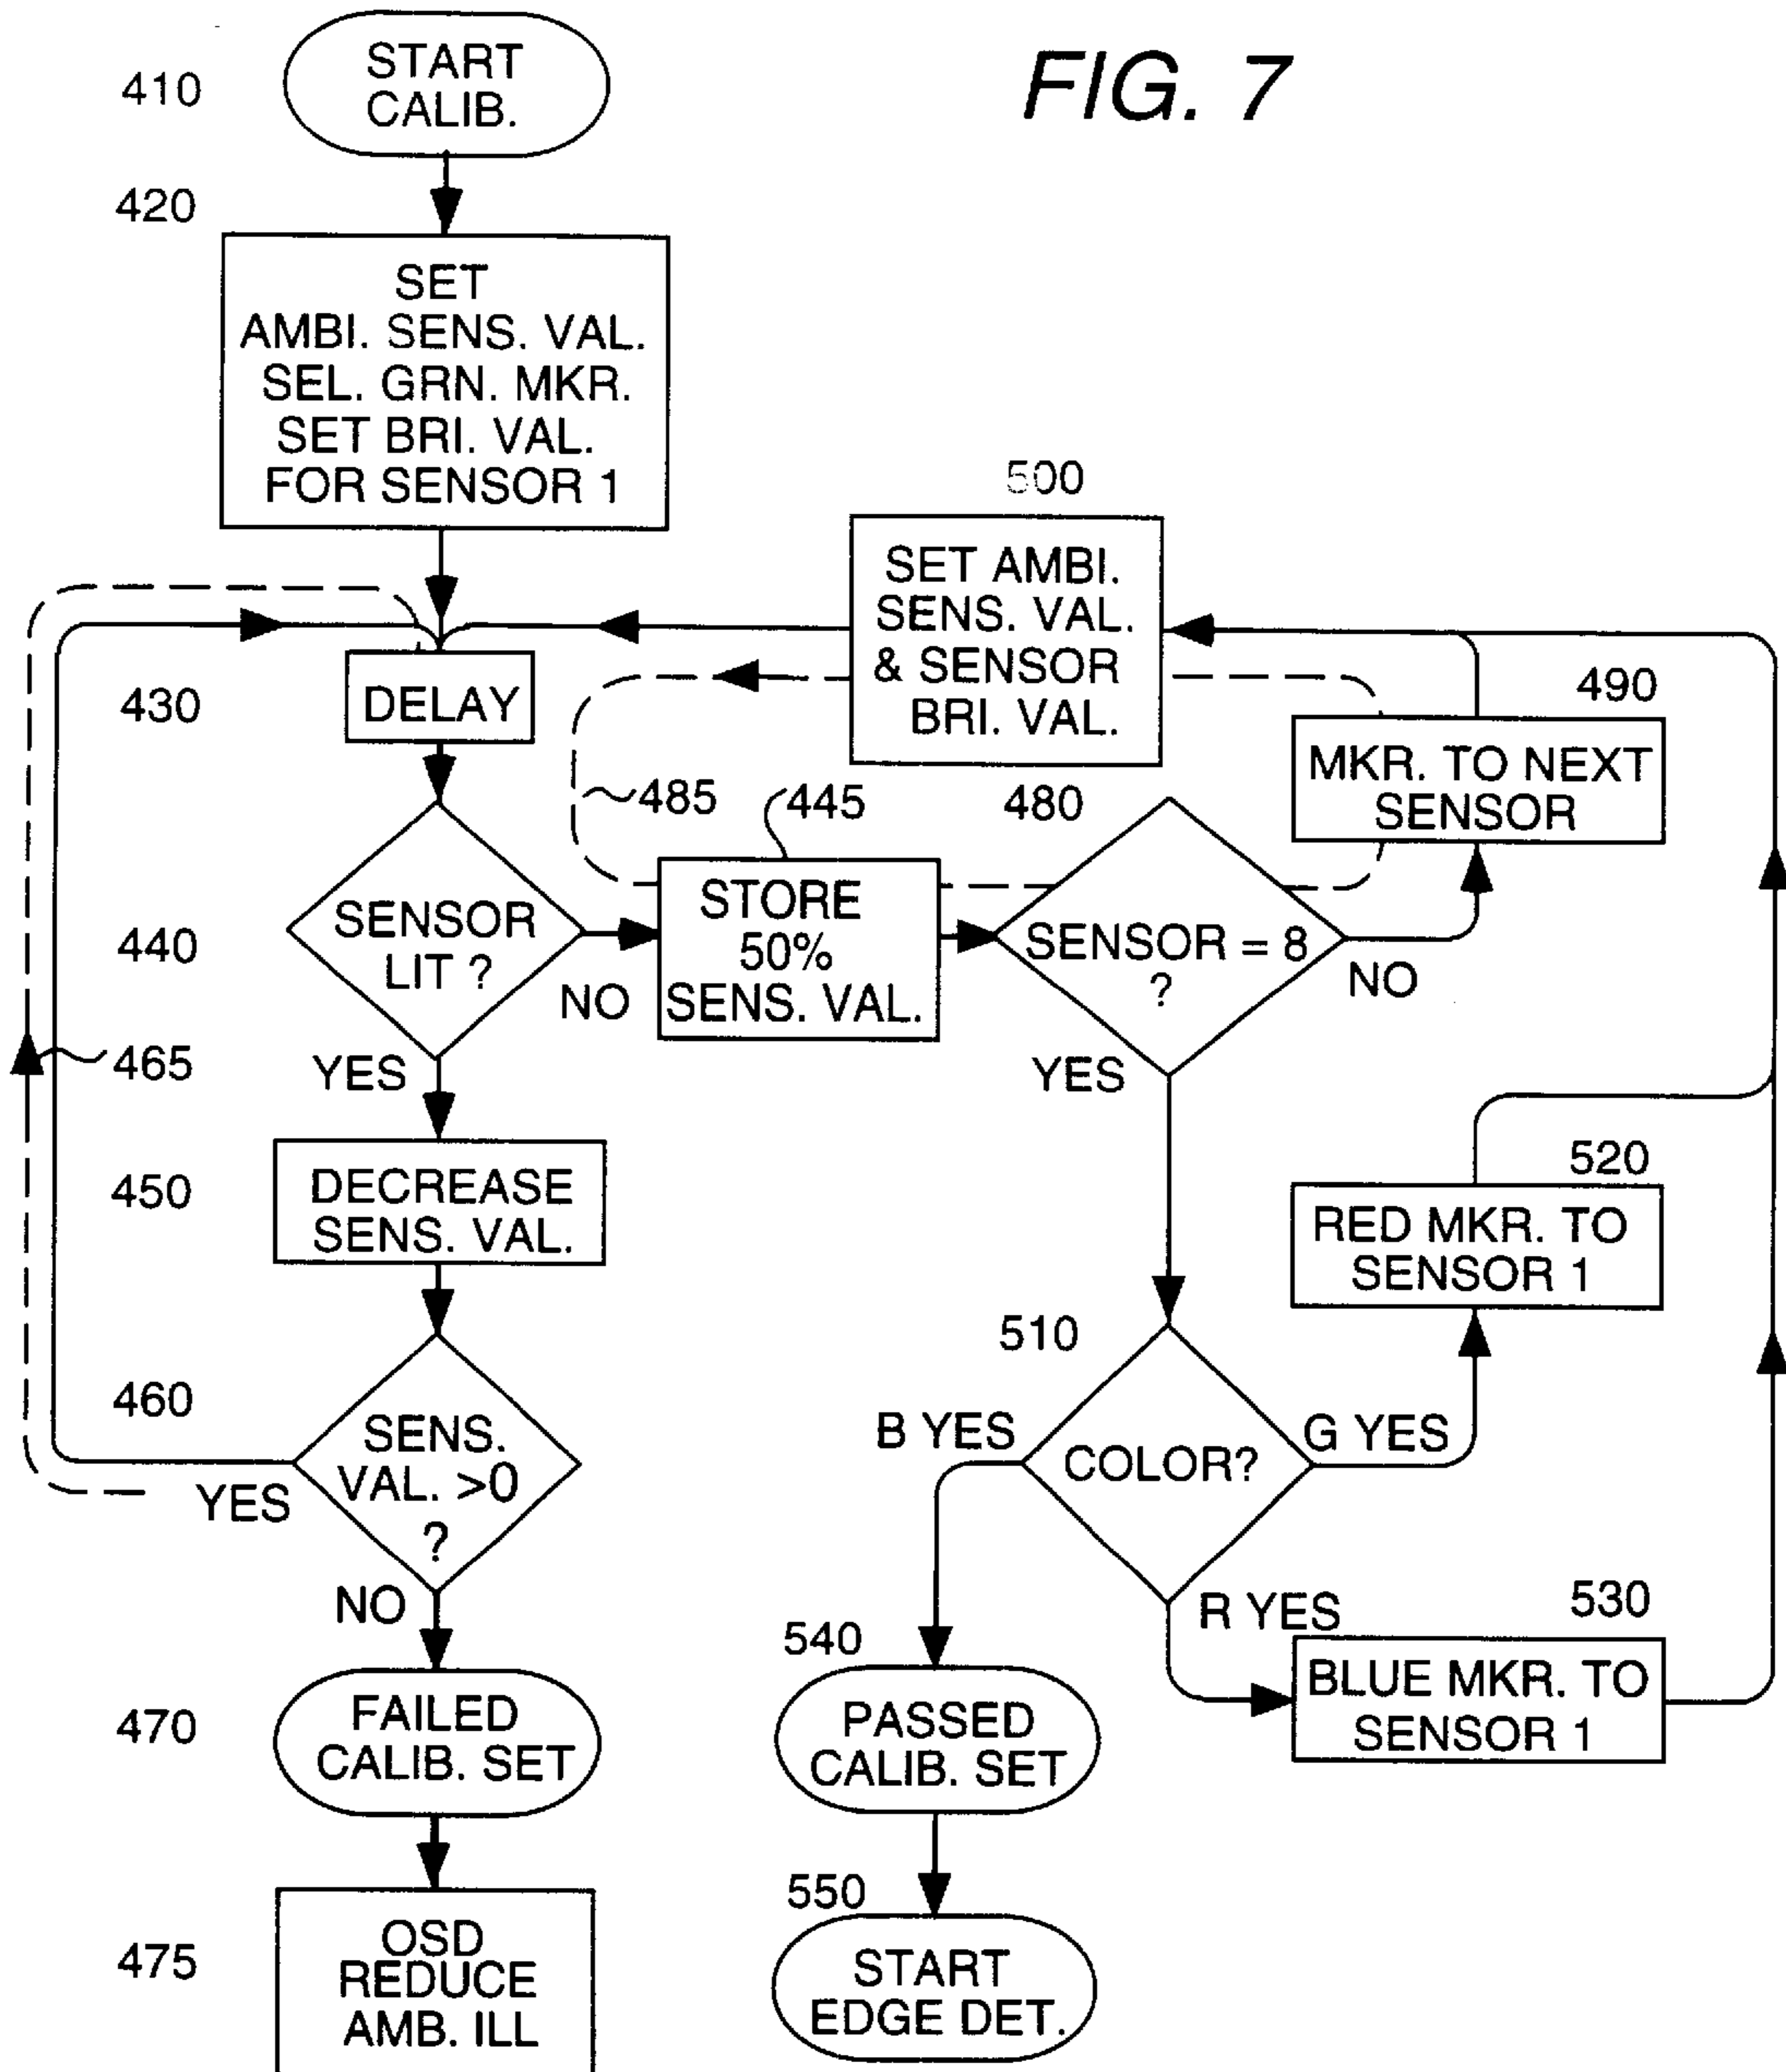 FIG. 7
410
START
CALIB.
420
SET
AMBI. SENS. VAL.
SEL. GRN. MKR.
SET BRI. VAL.
FOR SENSOR 1
500
SET AMBI.
SENS. VAL.
& SENSOR
BRI. VAL.
430
DELAY
490
MKR. TO NEXT
SENSOR
485
445
480
440
SENSOR
LIT ?
NO
STORE
50%
SENS. VAL.
SENSOR = 8
?
NO
465
YES
YES
450
DECREASE
SENS. VAL.
520
RED MKR. TO
SENSOR 1
510
460
SENS.
VAL. >0
?
YES
B YES
COLOR?
G YES
NO
R YES
530
BLUE MKR. TO
SENSOR 1
470
FAILED
CALIB. SET
540
PASSED
CALIB. SET
475
OSD
REDUCE
AMB. ILL
550
START
EDGE DET.